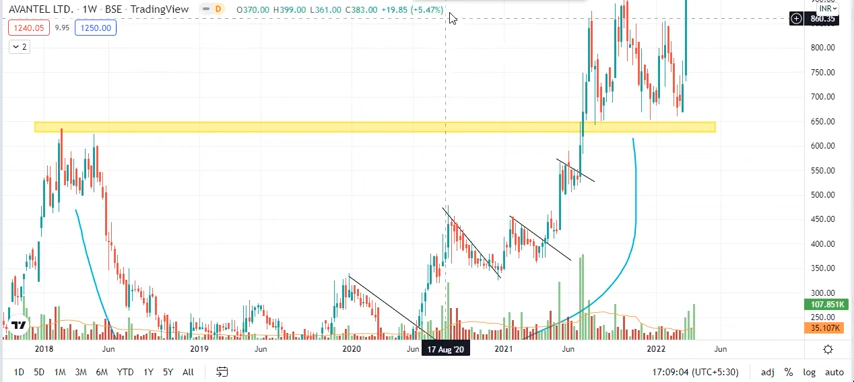 AVANTEL LTD. · 1W · BSE · TradingView D O370.00 H399.00 L361.00 C383.00 +19.85 (+5.47%)
INR
1240.05 9.95 1250.00
860.35
2
800.00
750.00
700.00
650.00
600.00
550.00
500.00
450.00
400.00
350.00
300.00
107.851K
250.00
35.107K
2018 Jun 2019 Jun 2020 Jun 17 Aug '20 2021 Jun 2022 Jun
1D 5D 1M 3M 6M YTD 1Y 5Y All 17:09:04 (UTC+5:30) adj % log auto